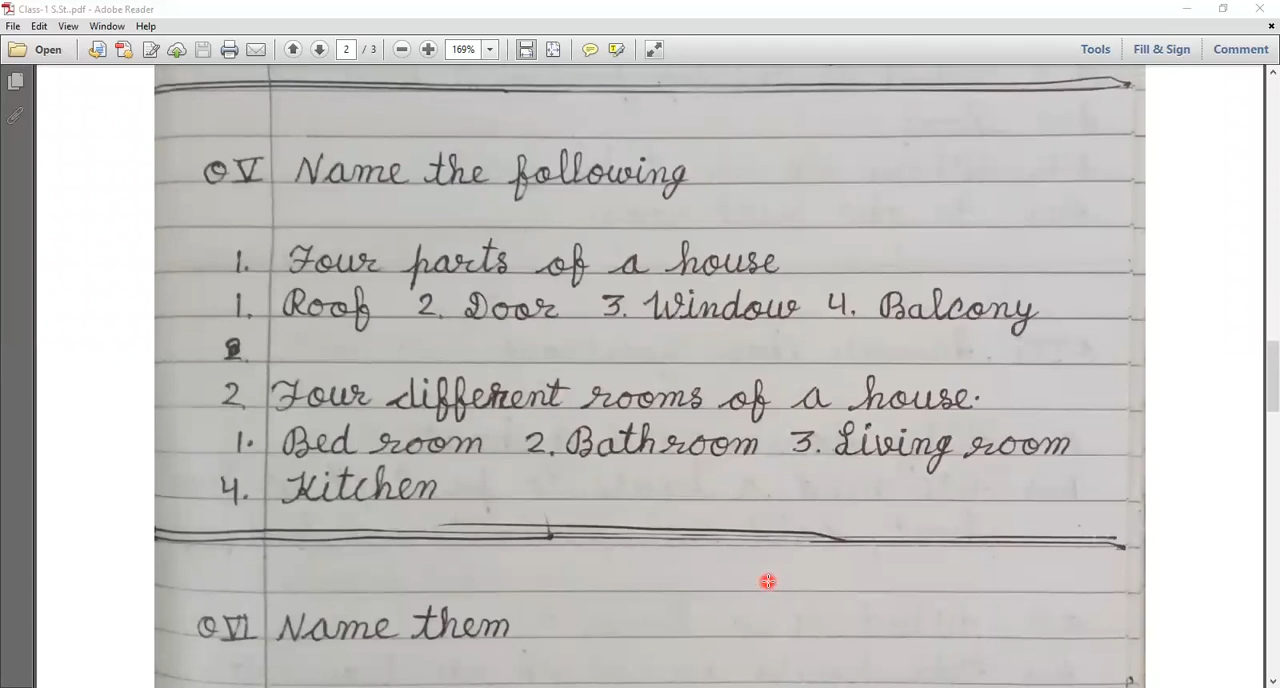 Class-1 S.St..pdf - Adobe Reader
File Edit View Window Help
Open 2 / 3 169% Tools Fill & Sign Comment
Q V Name the following
1. Four parts of a house
1. Roof 2. Door 3. Window 4. Balcony
2 Four different rooms of a house.
1. Bed room 2. Bathroom 3. Living room
4. Kitchen
Q VI Name them